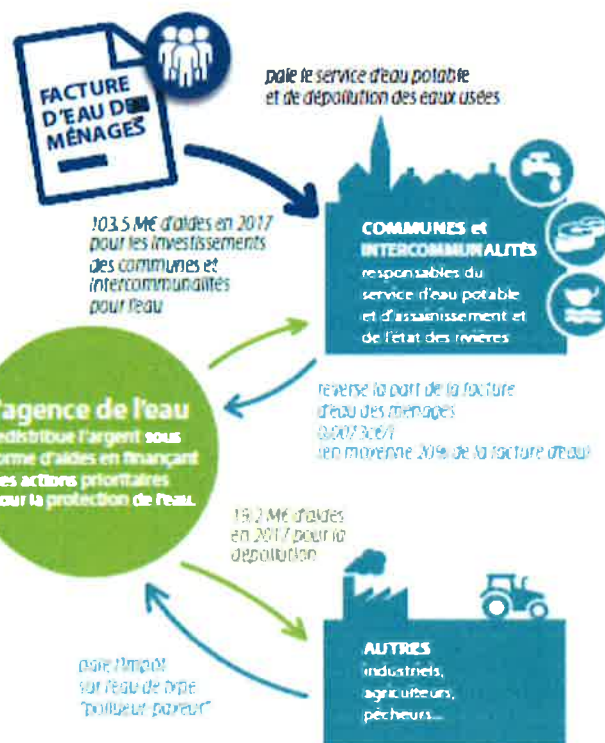 FACTURE
D'EAU DES
MÉNAGES
paie le service d'eau potable
et de dépollution des eaux usées
103.5 M€ d'aides en 2017
pour les investissements
des communes et
intercommunalités
pour l'eau
COMMUNES et
INTERCOMMUNALITÉS
responsables du
service d'eau potable
et d'assainissement et
de l'état des rivières
'agence de l'eau
edistribue l'argent sous
orme d'aides en finançant
es actions prioritaires
our la protection de l'eau.
reverse la part de la facture
d'eau des ménages
(en moyenne 20% de la facture d'eau)
19.2 M€ d'aides
en 2017 pour la
dépollution
paie l'impôt
sur l'eau de type
"pollueur-payeur"
AUTRES
industriels,
agriculteurs,
pêcheurs...